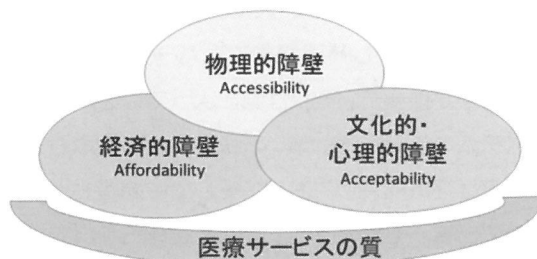 物理的障壁
Accessibility
経済的障壁
Affordability
文化的・
心理的障壁
Acceptability
医療サービスの質